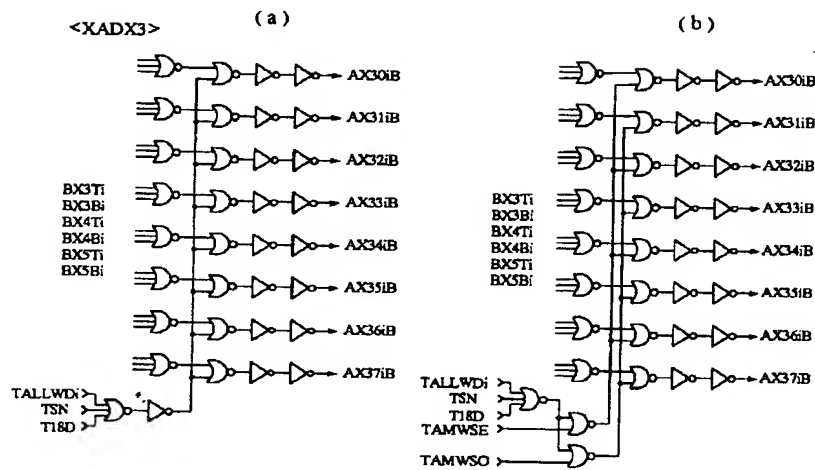 <XADX3>
(a)
AX30iB
AX31iB
AX32iB
AX33iB
AX34iB
AX35iB
AX36iB
AX37iB
BX3Ti
BX3Bi
BX4Ti
BX4Bi
BX5Ti
BX5Bi
TALLWDi
TSN
T18D
(b)
AX30iB
AX31iB
AX32iB
AX33iB
AX34iB
AX35iB
AX36iB
AX37iB
BX3Ti
BX3Bi
BX4Ti
BX4Bi
BX5Ti
BX5Bi
TALLWDi
TSN
T18D
TAMWSE
TAMWSO